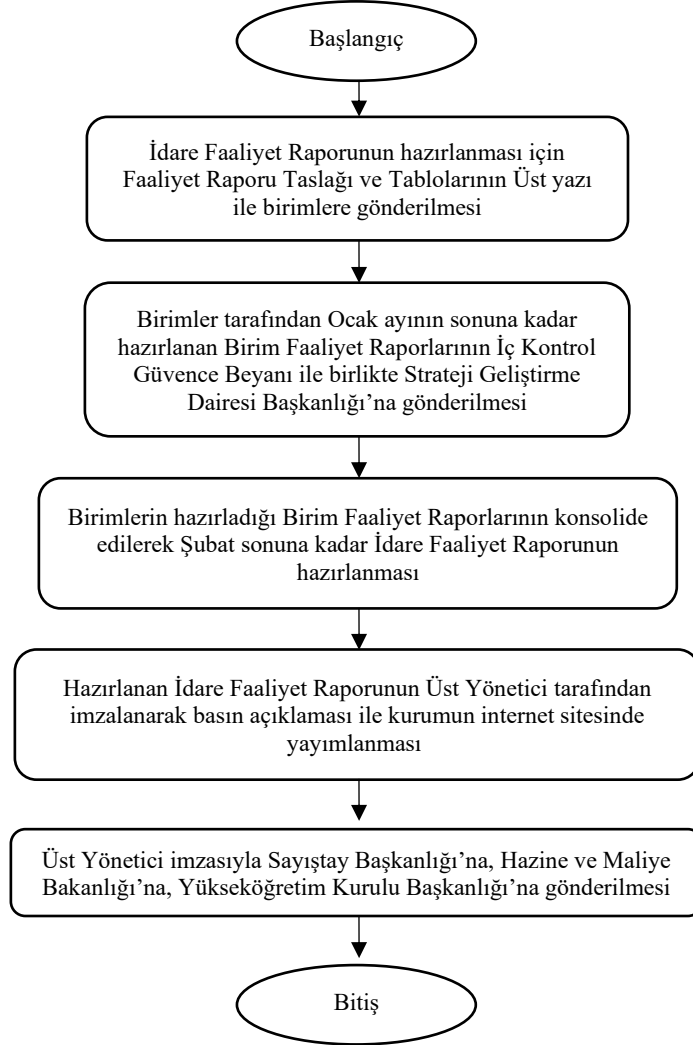 Başlangıç
İdare Faaliyet Raporunun hazırlanması için
Faaliyet Raporu Taslağı ve Tablolarının Üst yazı
ile birimlere gönderilmesi
Birimler tarafından Ocak ayının sonuna kadar
hazırlanan Birim Faaliyet Raporlarının İç Kontrol
Güvence Beyanı ile birlikte Strateji Geliştirme
Dairesi Başkanlığı’na gönderilmesi
Birimlerin hazırladığı Birim Faaliyet Raporlarının konsolide
edilerek Şubat sonuna kadar İdare Faaliyet Raporunun
hazırlanması
Hazırlanan İdare Faaliyet Raporunun Üst Yönetici tarafından
imzalanarak basın açıklaması ile kurumun internet sitesinde
yayımlanması
Üst Yönetici imzasıyla Sayıştay Başkanlığı’na, Hazine ve Maliye
Bakanlığı’na, Yükseköğretim Kurulu Başkanlığı’na gönderilmesi
Bitiş